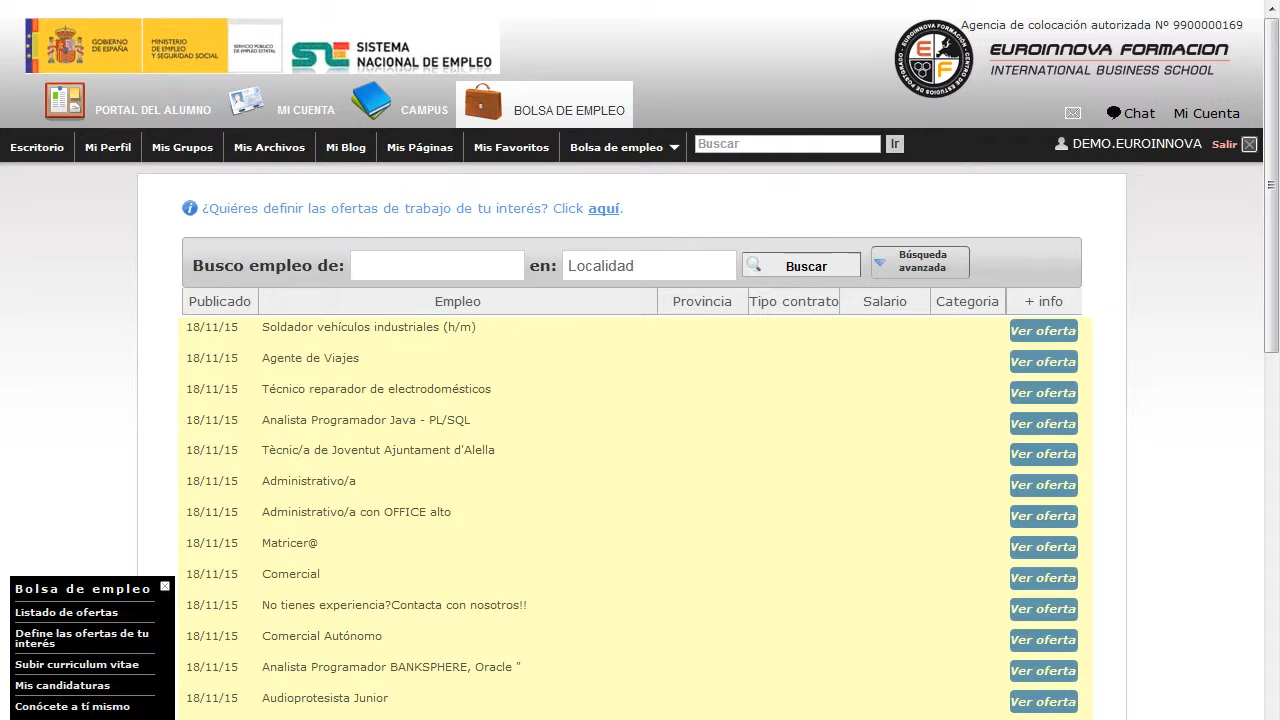 GOBIERNO DE ESPAÑA
MINISTERIO DE EMPLEO Y SEGURIDAD SOCIAL
SERVICIO PÚBLICO DE EMPLEO ESTATAL
SISTEMA NACIONAL DE EMPLEO
Agencia de colocación autorizada Nº 9900000169
EUROINNOVA FORMACION
INTERNATIONAL BUSINESS SCHOOL
PORTAL DEL ALUMNO
MI CUENTA
CAMPUS
BOLSA DE EMPLEO
Chat
Mi Cuenta
Escritorio
Mi Perfil
Mis Grupos
Mis Archivos
Mi Blog
Mis Páginas
Mis Favoritos
Bolsa de empleo
Buscar
Ir
DEMO.EUROINNOVA
Salir
¿Quiéres definir las ofertas de trabajo de tu interés? Click aquí.
Busco empleo de:
en:
Localidad
Buscar
Búsqueda avanzada
Publicado Empleo Provincia Tipo contrato Salario Categoria + info
18/11/15 Soldador vehículos industriales (h/m) Ver oferta
18/11/15 Agente de Viajes Ver oferta
18/11/15 Técnico reparador de electrodomésticos Ver oferta
18/11/15 Analista Programador Java - PL/SQL Ver oferta
18/11/15 Tècnic/a de Joventut Ajuntament d'Alella Ver oferta
18/11/15 Administrativo/a Ver oferta
18/11/15 Administrativo/a con OFFICE alto Ver oferta
18/11/15 Matricer@ Ver oferta
18/11/15 Comercial Ver oferta
18/11/15 No tienes experiencia?Contacta con nosotros!! Ver oferta
18/11/15 Comercial Autónomo Ver oferta
18/11/15 Analista Programador BANKSPHERE, Oracle " Ver oferta
18/11/15 Audioprotesista Junior Ver oferta
Bolsa de empleo
Listado de ofertas
Define las ofertas de tu
interés
Subir curriculum vitae
Mis candidaturas
Conócete a tí mismo